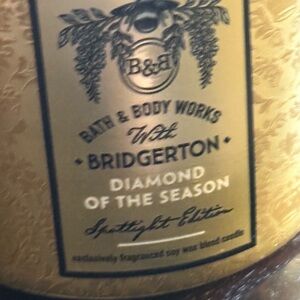 B&B
BATH & BODY WORKS
With
• BRIDGERTON •
DIAMOND
OF THE SEASON
Spotlight Edition
exclusively fragranced soy wax blend candle